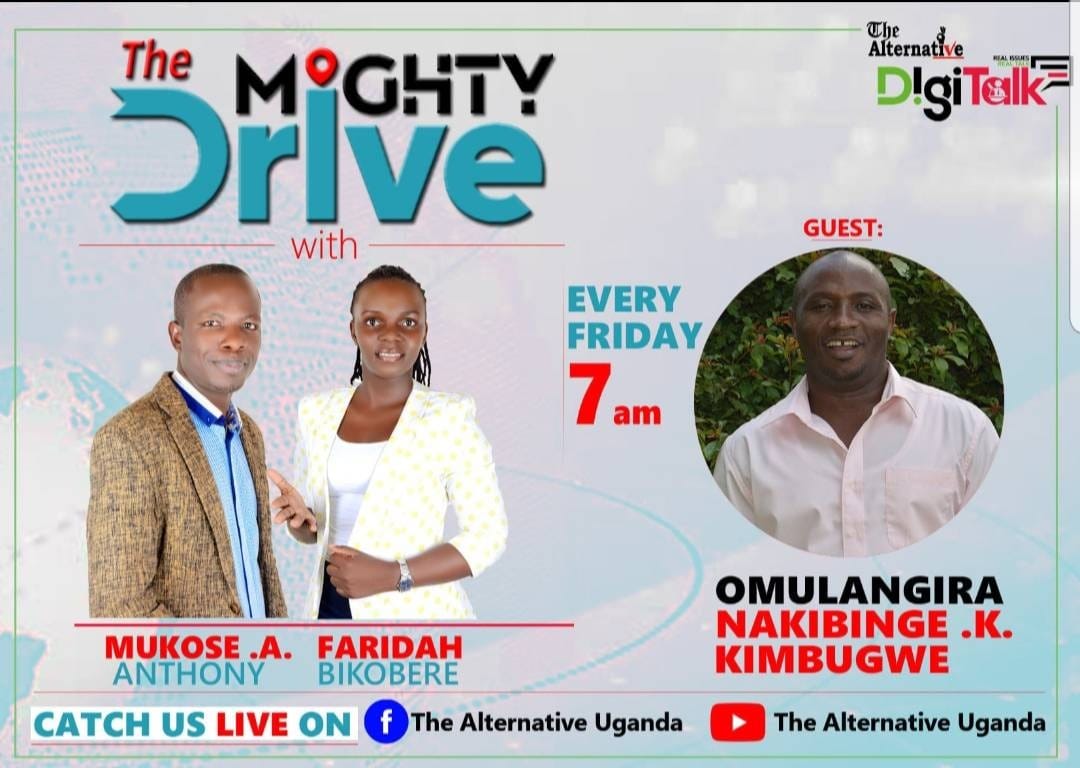 The
MiGHTY
Drive
with
The
Alternative
REAL ISSUES
REAL TALK
D!giTalk
GUEST:
EVERY
FRIDAY
7am
OMULANGIRA
NAKIBINGE .K.
KIMBUGWE
MUKOSE .A.
ANTHONY
FARIDAH
BIKOBERE
CATCH US LIVE ON
f The Alternative Uganda
The Alternative Uganda